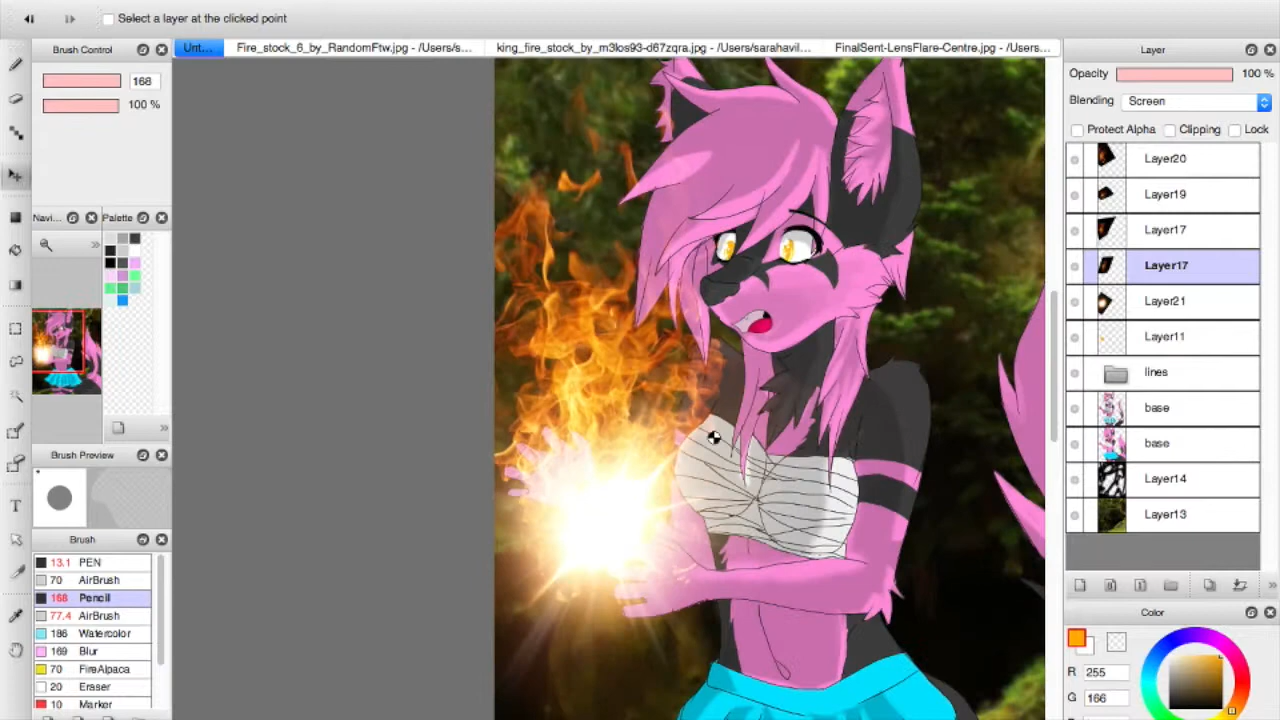 Select a layer at the clicked point
Brush Control
Unt...
Fire_stock_6_by_RandomFtw.jpg - /Users/s...
king_fire_stock_by_m3los93-d67zqra.jpg - /Users/sarahavil...
FinalSent-LensFlare-Centre.jpg - /Users...
Layer
168
100 %
Opacity
100 %
Blending
Screen
Protect Alpha
Clipping
Lock
Layer20
Layer19
Layer17
Layer17
Layer21
Layer11
lines
base
base
Layer14
Layer13
Navi...
Palette
Brush Preview
T
Brush
13.1 PEN
70 AirBrush
168 Pencil
77.4 AirBrush
186 Watercolor
169 Blur
70 FireAlpaca
20 Eraser
10 Marker
Color
R 255
G 166